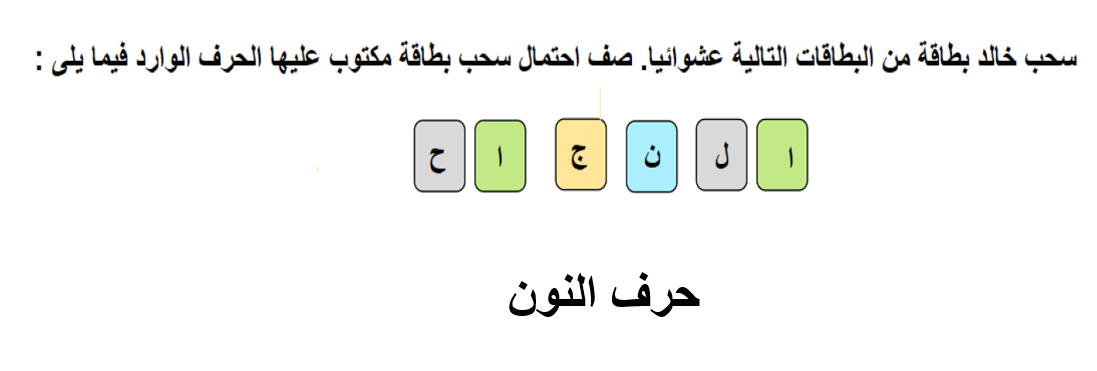 سحب خالد بطاقة من البطاقات التالية عشوائيا. صف احتمال سحب بطاقة مكتوب عليها الحرف الوارد فيما يلى :
ا ل ن ج ا ح
حرف النون